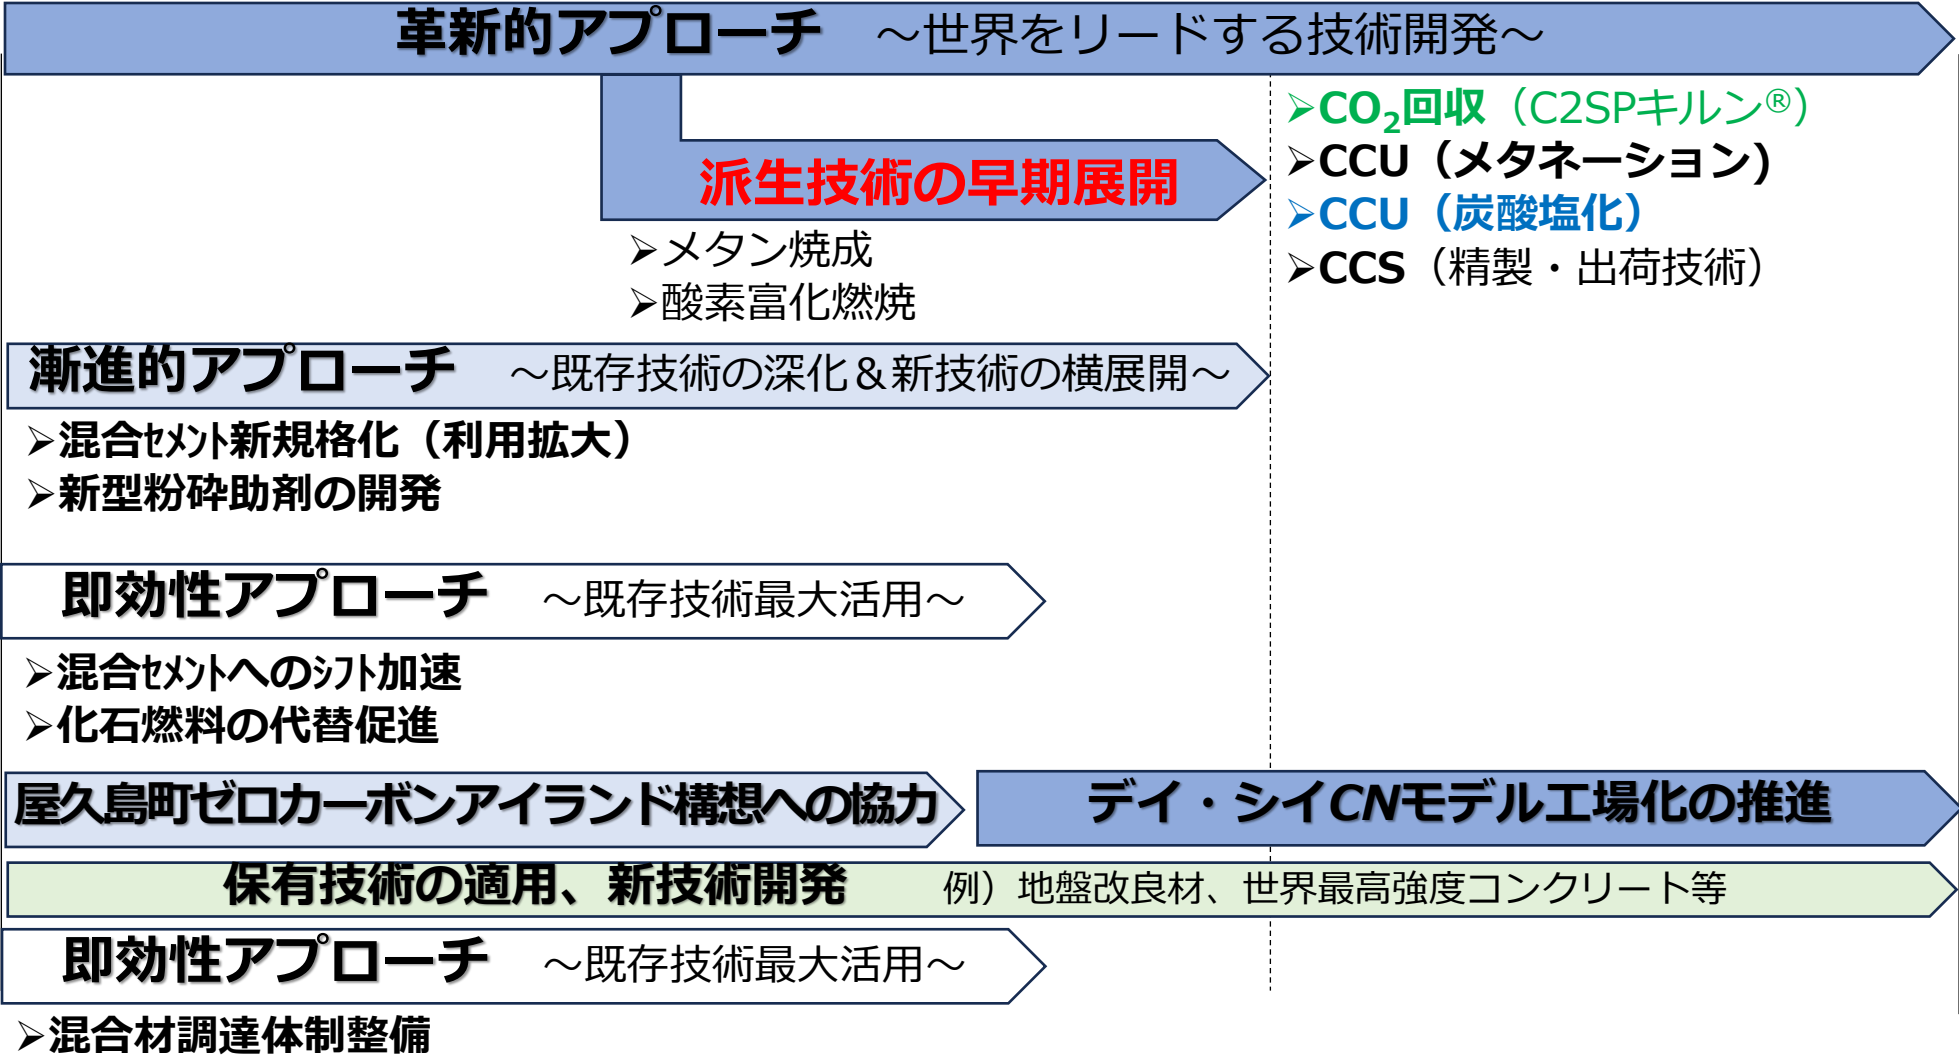 革新的アプローチ ～世界をリードする技術開発～
➢CO₂回収（C2SPキルン®）
➢CCU（メタネーション)
➢CCU（炭酸塩化）
➢CCS（精製・出荷技術）
派生技術の早期展開
➢メタン焼成
➢酸素富化燃焼
漸進的アプローチ ～既存技術の深化＆新技術の横展開～
➢混合ｾﾒﾝﾄ新規格化（利用拡大）
➢新型粉砕助剤の開発
即効性アプローチ ～既存技術最大活用～
➢混合ｾﾒﾝﾄへのｼﾌﾄ加速
➢化石燃料の代替促進
屋久島町ゼロカーボンアイランド構想への協力
デイ・シイCNモデル工場化の推進
保有技術の適用、新技術開発 例）地盤改良材、世界最高強度コンクリート等
即効性アプローチ ～既存技術最大活用～
➢混合材調達体制整備